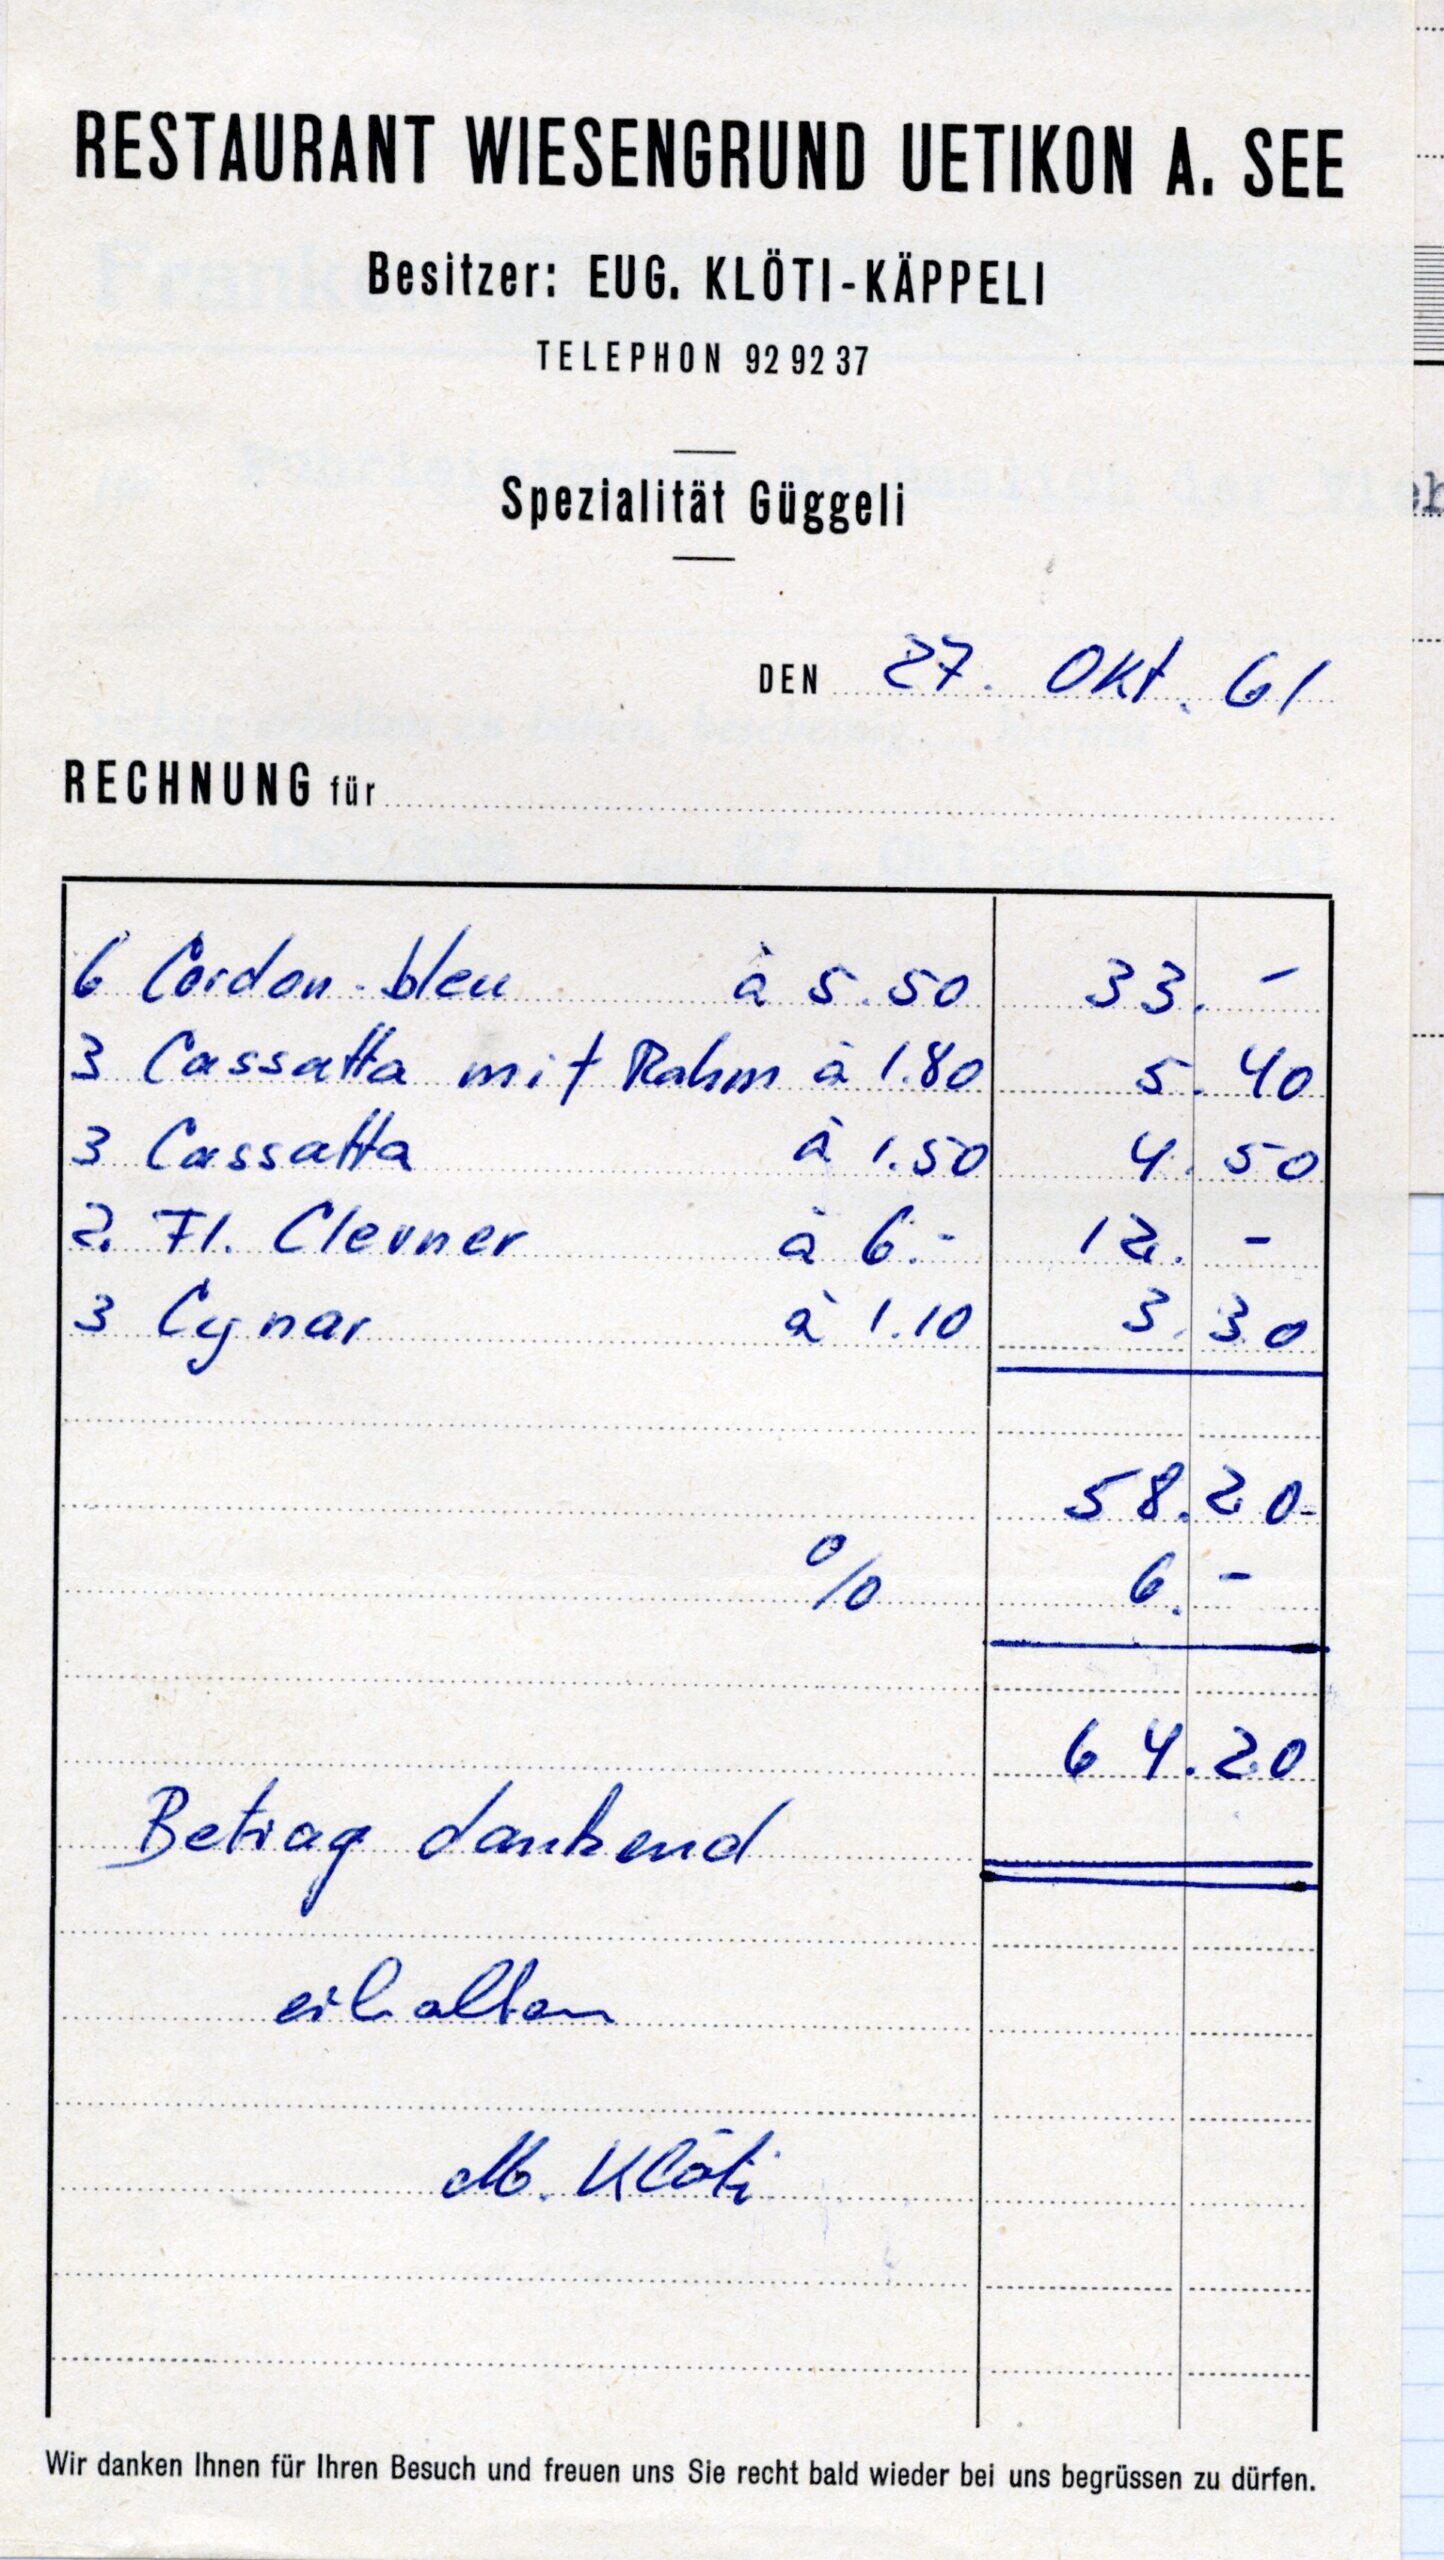 RESTAURANT WIESENGRUND UETIKON A. SEE
Besitzer: EUG. KLÖTI-KÄPPELI
TELEPHON 92 92 37
Spezialität Güggeli
DEN 27. Okt. 61
RECHNUNG für
6 Cordon-bleu à 5.50 33.-
3 Cassatta mit Rahm à 1.80 5.40
3 Cassatta à 1.50 4.50
2 Fl. Clevner à 6.- 12.-
3 Cynar à 1.10 3.30
58.20
% 6.-
64.20
Betrag dankend
erhalten
M. Klöti
Wir danken Ihnen für Ihren Besuch und freuen uns Sie recht bald wieder bei uns begrüssen zu dürfen.